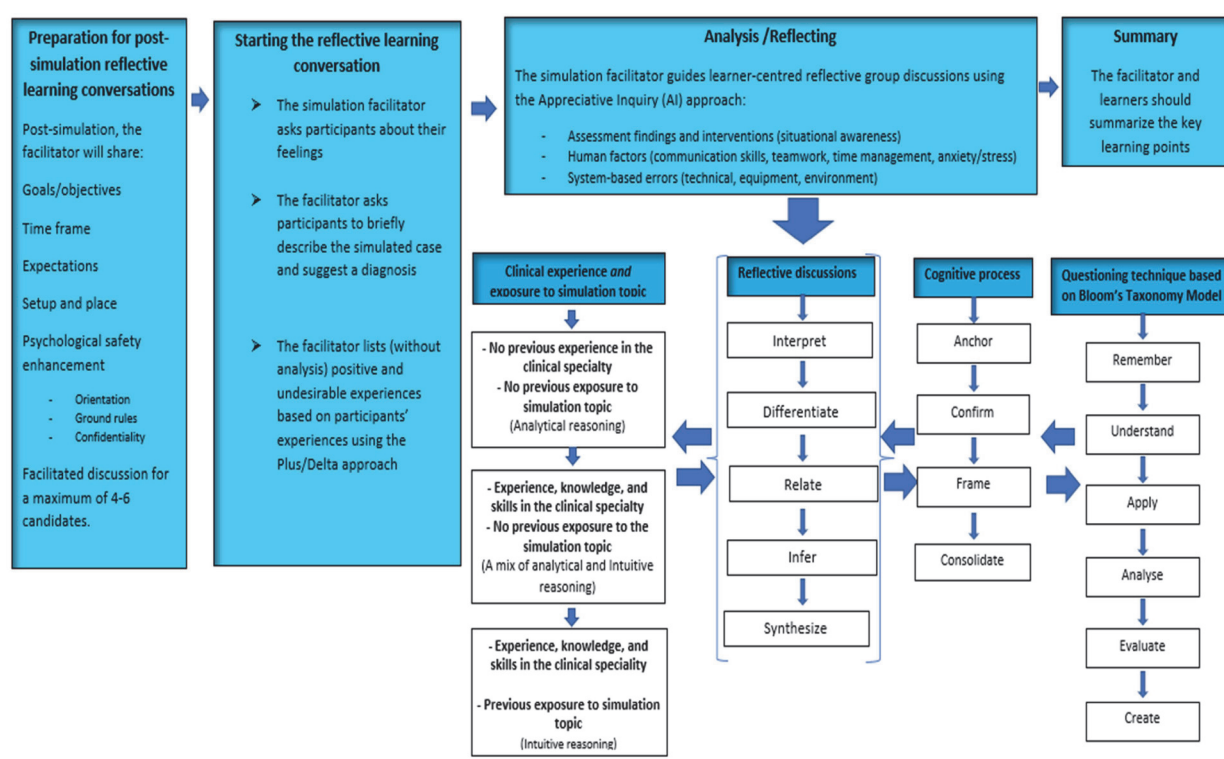 Preparation for post-
simulation reflective
learning conversations
Post-simulation, the
facilitator will share:
Goals/objectives
Time frame
Expectations
Setup and place
Psychological safety
enhancement
- Orientation
- Ground rules
- Confidentiality
Facilitated discussion for
a maximum of 4-6
candidates.
Starting the reflective learning
conversation
➤ The simulation facilitator
asks participants about their
feelings
➤ The facilitator asks
participants to briefly
describe the simulated case
and suggest a diagnosis
➤ The facilitator lists (without
analysis) positive and
undesirable experiences
based on participants'
experiences using the
Plus/Delta approach
Analysis /Reflecting
The simulation facilitator guides learner-centred reflective group discussions using
the Appreciative Inquiry (AI) approach:
- Assessment findings and interventions (situational awareness)
- Human factors (communication skills, teamwork, time management, anxiety/stress)
- System-based errors (technical, equipment, environment)
Summary
The facilitator and
learners should
summarize the key
learning points
Clinical experience and
exposure to simulation topic
- No previous experience in the
clinical specialty
- No previous exposure to
simulation topic
(Analytical reasoning)
- Experience, knowledge, and
skills in the clinical specialty
- No previous exposure to the
simulation topic
(A mix of analytical and Intuitive
reasoning)
- Experience, knowledge, and
skills in the clinical speciality
- Previous exposure to simulation
topic
(Intuitive reasoning)
Reflective discussions
Interpret
Differentiate
Relate
Infer
Synthesize
Cognitive process
Anchor
Confirm
Frame
Consolidate
Questioning technique based
on Bloom's Taxonomy Model
Remember
Understand
Apply
Analyse
Evaluate
Create